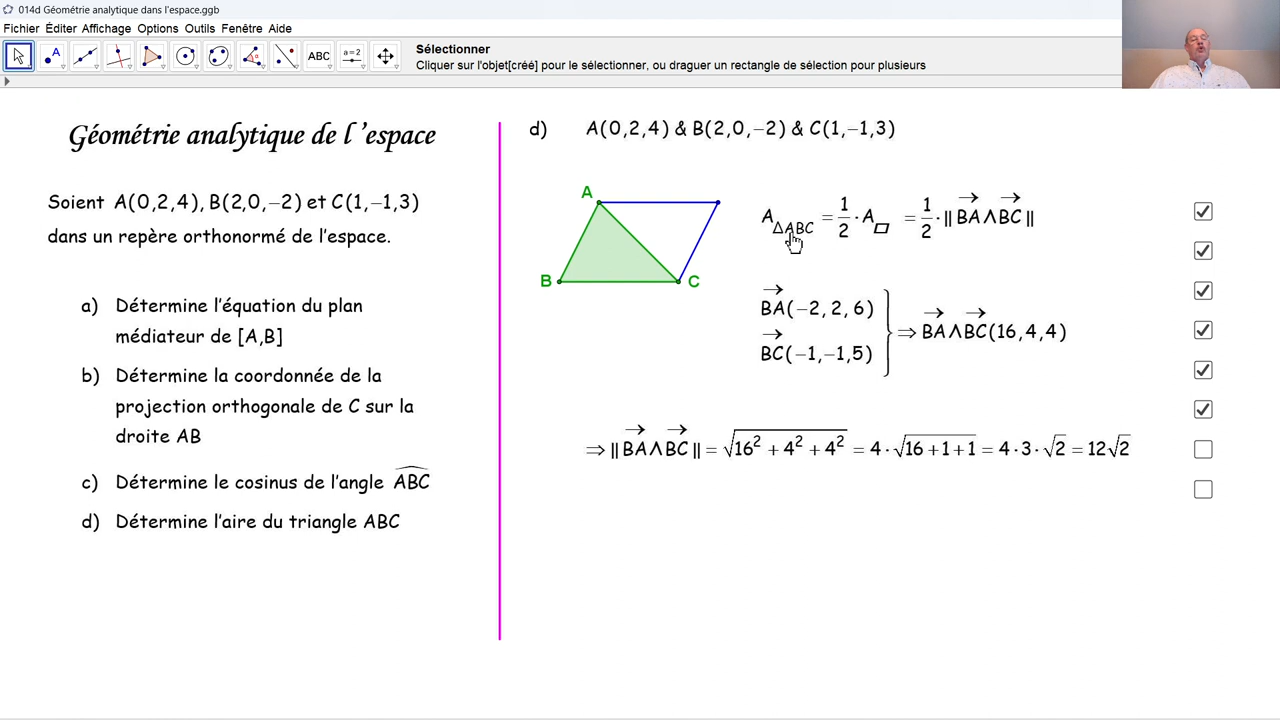 014d Géométrie analytique dans l'espace.ggb
Fichier Éditer Affichage Options Outils Fenêtre Aide
A ABC a=2
Sélectionner
Cliquer sur l'objet[créé] pour le sélectionner, ou draguer un rectangle de sélection pour plusieurs
Géométrie analytique de l 'espace
Soient A(0,2,4), B(2,0,−2) et C(1,−1,3)
dans un repère orthonormé de l'espace.
a) Détermine l'équation du plan
médiateur de [A,B]
b) Détermine la coordonnée de la
projection orthogonale de C sur la
droite AB
c) Détermine le cosinus de l'angle ABC
d) Détermine l'aire du triangle ABC
d) A(0,2,4) & B(2,0,−2) & C(1,−1,3)
A
B C
A_ΔABC = 1/2 · A_▱ = 1/2 · ‖BA∧BC‖
BA(−2, 2, 6)
BC(−1,−1,5)
⇒ BA∧BC(16,4,4)
⇒ ‖BA∧BC‖ = √(16² + 4² + 4²) = 4·√(16+1+1) = 4·3·√2 = 12√2